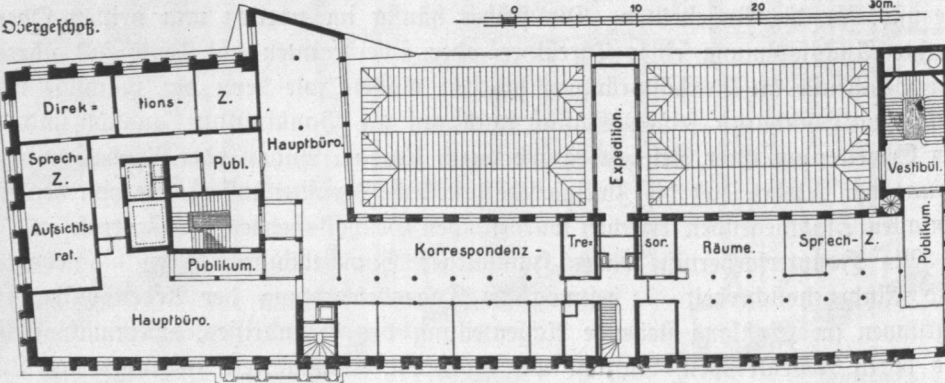 Obergeschoß.
0 10 20 30m.
Direk= tions- Z.
Hauptbüro.
Expedition.
Sprech-
Z.
Publ.
Vestibül.
Aufsichts=
rat.
Publikum.
Korrespondenz - Tre- sor. Räume. Sprech- Z.
Publikum
Hauptbüro.